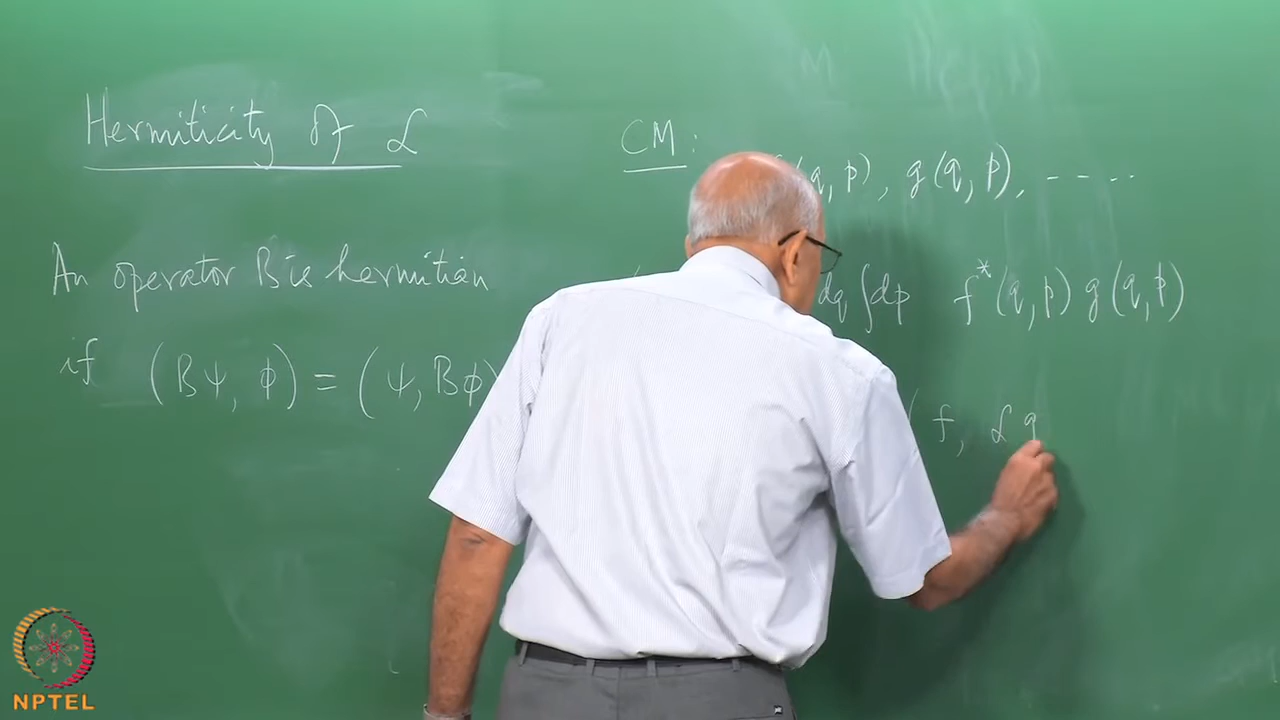 Hermiticity of ℒ
An operator B is hermitian
if (Bψ, φ) = (ψ, Bφ)
CM:
(q, p), g(q, p), ----
dq ∫dp f*(q, p) g(q, p)
( f, ℒ g
NPTEL